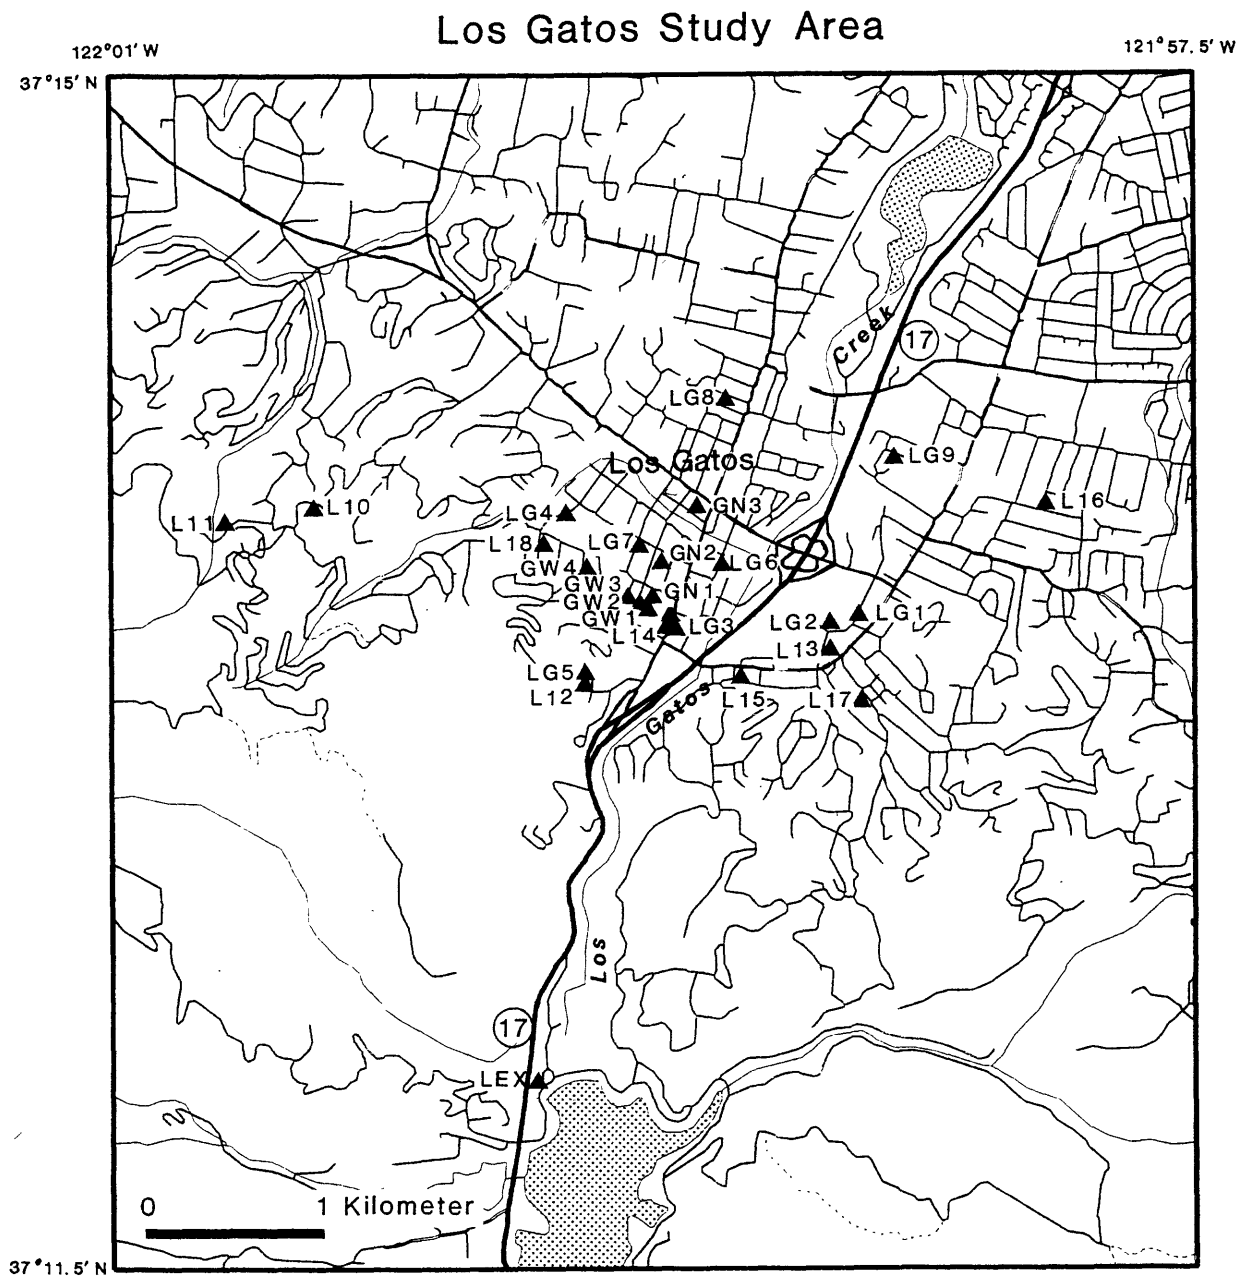 Los Gatos Study Area
122°01' W
121°57.5' W
37°15' N
Creek
17
LG8
LG9
Los Gatos
GN3
L16
L10
L11
LG4
L18
LG7
GN2
LG6
GW4
GW3
GN1
GW2
GW1
LG3
L14
LG2
LG1
L13
LG5
L12
L15
L17
Gatos
Los
17
LEX
0 1 Kilometer
37°11.5' N